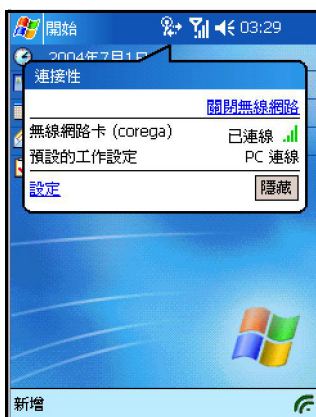 開始 03:29
2004年7月1日
連接性
關閉無線網路
無線網路卡 (corega) 已連線
預設的工作設定 PC 連線
設定 隱藏
新增